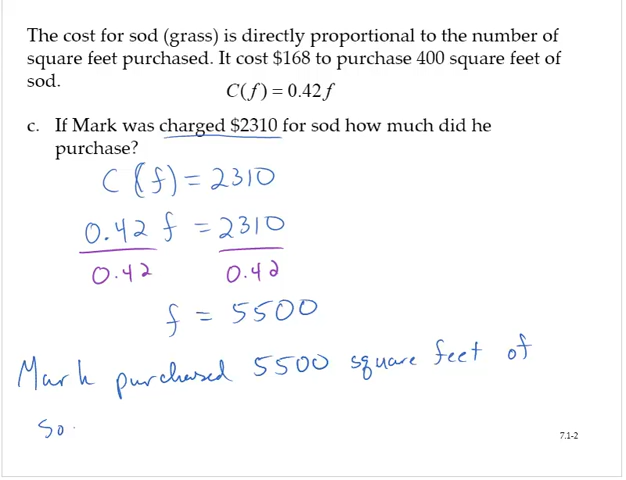 The cost for sod (grass) is directly proportional to the number of
square feet purchased. It cost $168 to purchase 400 square feet of
sod.
C(f) = 0.42f
c. If Mark was charged $2310 for sod how much did he
purchase?
C(f) = 2310
0.42 f = 2310
0.42 0.42
f = 5500
Mark purchased 5500 square feet of
so
7.1-2